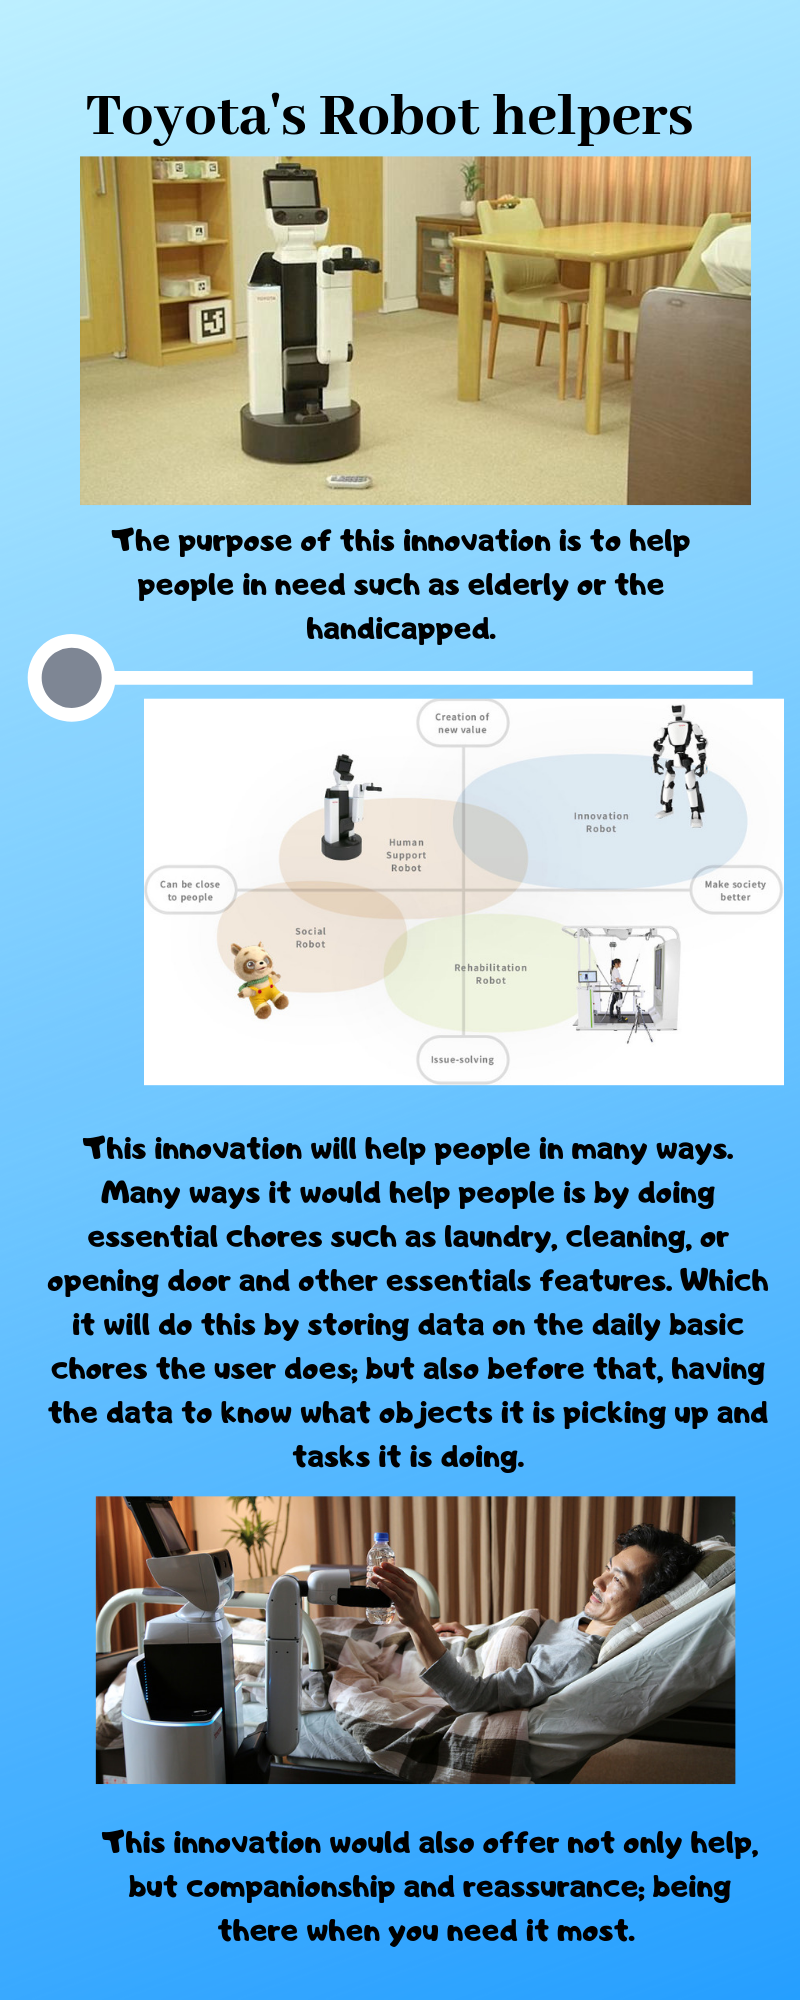 Toyota's Robot helpers
TOYOTA
The purpose of this innovation is to help
people in need such as elderly or the
handicapped.
Creation of
new value
Innovation
Robot
Human
Support
Robot
Can be close
to people
Make society
better
Social
Robot
Rehabilitation
Robot
Issue-solving
This innovation will help people in many ways.
Many ways it would help people is by doing
essential chores such as laundry, cleaning, or
opening door and other essentials features. Which
it will do this by storing data on the daily basic
chores the user does; but also before that, having
the data to know what objects it is picking up and
tasks it is doing.
This innovation would also offer not only help,
but companionship and reassurance; being
there when you need it most.